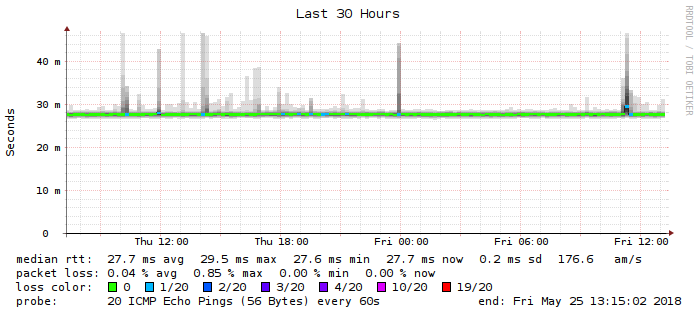 Last 30 Hours
RRDTOOL / TOBI OETIKER
Seconds
40 m
30 m
20 m
10 m
0
Thu 12:00 Thu 18:00 Fri 00:00 Fri 06:00 Fri 12:00
median rtt: 27.7 ms avg 29.5 ms max 27.6 ms min 27.7 ms now 0.2 ms sd 176.6 am/s
packet loss: 0.04 % avg 0.85 % max 0.00 % min 0.00 % now
loss color: 0 1/20 2/20 3/20 4/20 10/20 19/20
probe: 20 ICMP Echo Pings (56 Bytes) every 60s end: Fri May 25 13:15:02 2018